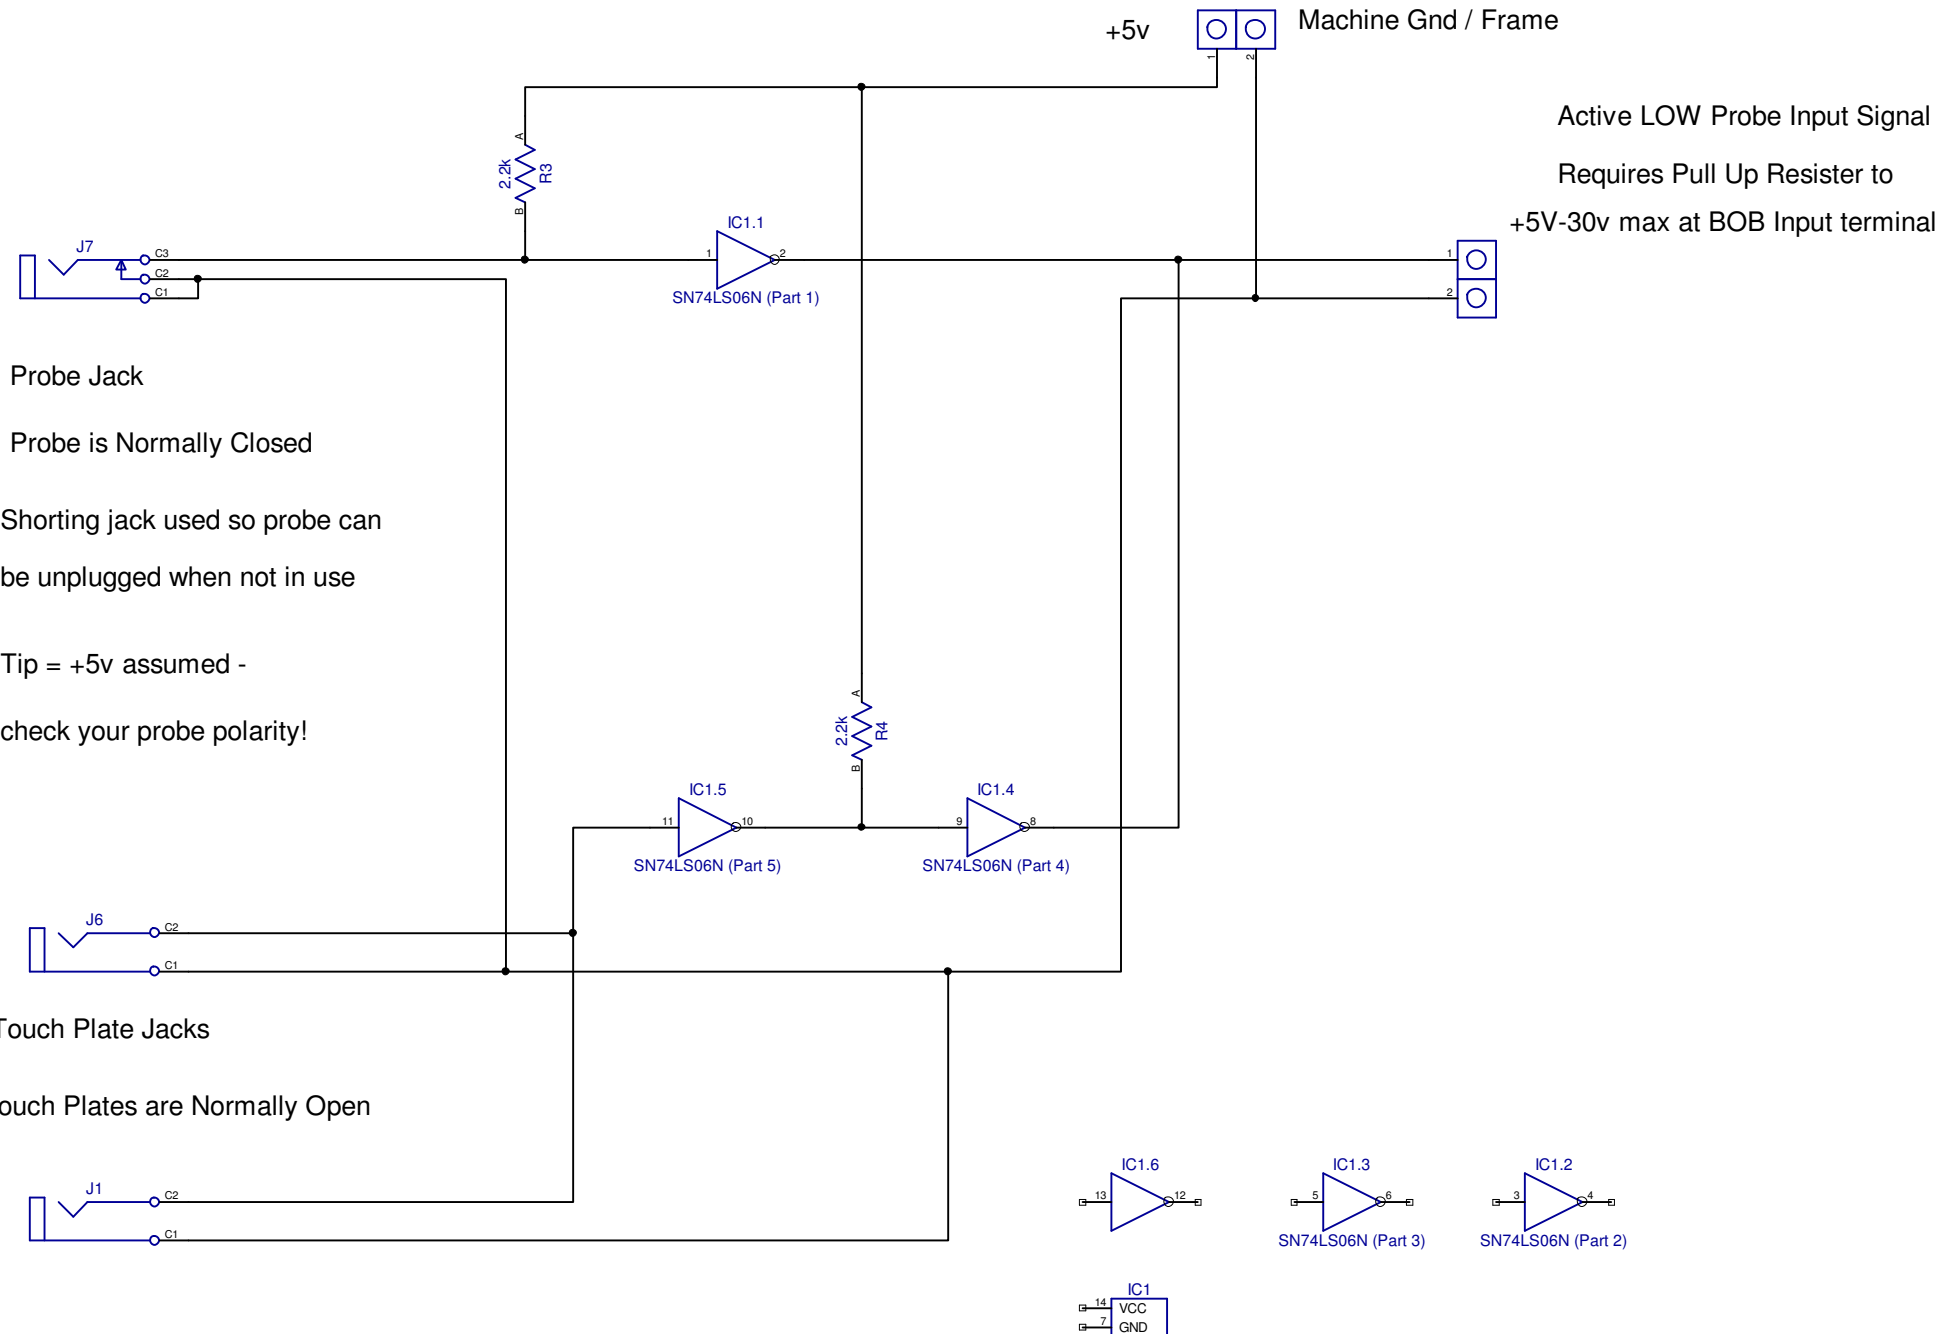 +5v
Machine Gnd / Frame
1
2
Active LOW Probe Input Signal
Requires Pull Up Resister to
+5V-30v max at BOB Input terminal
A
2.2k
R3
B
J7
C3
C2
C1
IC1.1
1
2
SN74LS06N (Part 1)
1
2
Probe Jack
Probe is Normally Closed
Shorting jack used so probe can
be unplugged when not in use
Tip = +5v assumed -
check your probe polarity!
A
2.2k
R4
B
IC1.5
11
10
SN74LS06N (Part 5)
IC1.4
9
8
SN74LS06N (Part 4)
J6
C2
C1
Touch Plate Jacks
ouch Plates are Normally Open
J1
C2
C1
IC1.6
13
12
IC1.3
5
6
SN74LS06N (Part 3)
IC1.2
3
4
SN74LS06N (Part 2)
IC1
14
VCC
7
GND